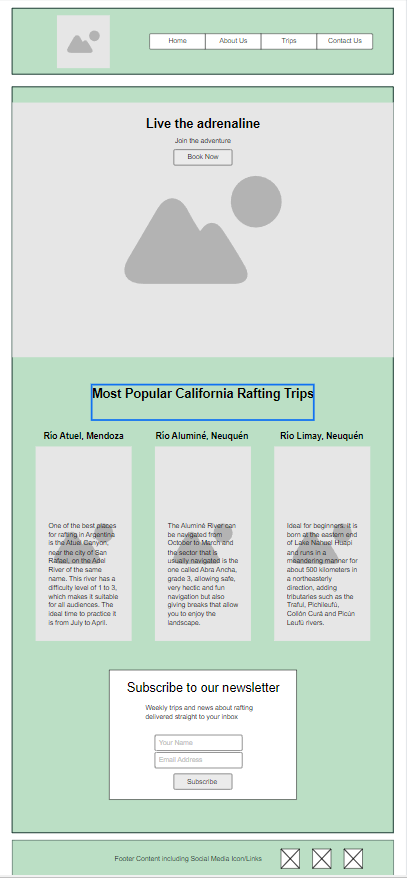 Home About Us Trips Contact Us
Live the adrenaline
Join the adventure
Book Now
Most Popular California Rafting Trips
Río Atuel, Mendoza
One of the best places
for rafting in Argentina
is the Atuel Canyon,
near the city of San
Rafael, on the Adel
River of the same
name. This river has a
difficulty level of 1 to 3,
which makes it suitable
for all audiences. The
ideal time to practice it
is from July to April.
Río Aluminé, Neuquén
The Aluminé River can
be navigated from
October to March and
the sector that is
usually navigated is the
one called Abra Ancha,
grade 3, allowing safe,
very hectic and fun
navigation but also
giving breaks that allow
you to enjoy the
landscape.
Río Limay, Neuquén
Ideal for beginners, it is
born at the eastern end
of Lake Nahuel Huapi
and runs in a
meandering manner for
about 500 kilometers in
a northeasterly
direction, adding
tributaries such as the
Traful, Pichileufú,
Collón Curá and Picún
Leufú rivers.
Subscribe to our newsletter
Weekly trips and news about rafting
delivered straight to your inbox
Your Name
Email Address
Subscribe
Footer Content including Social Media Icon/Links